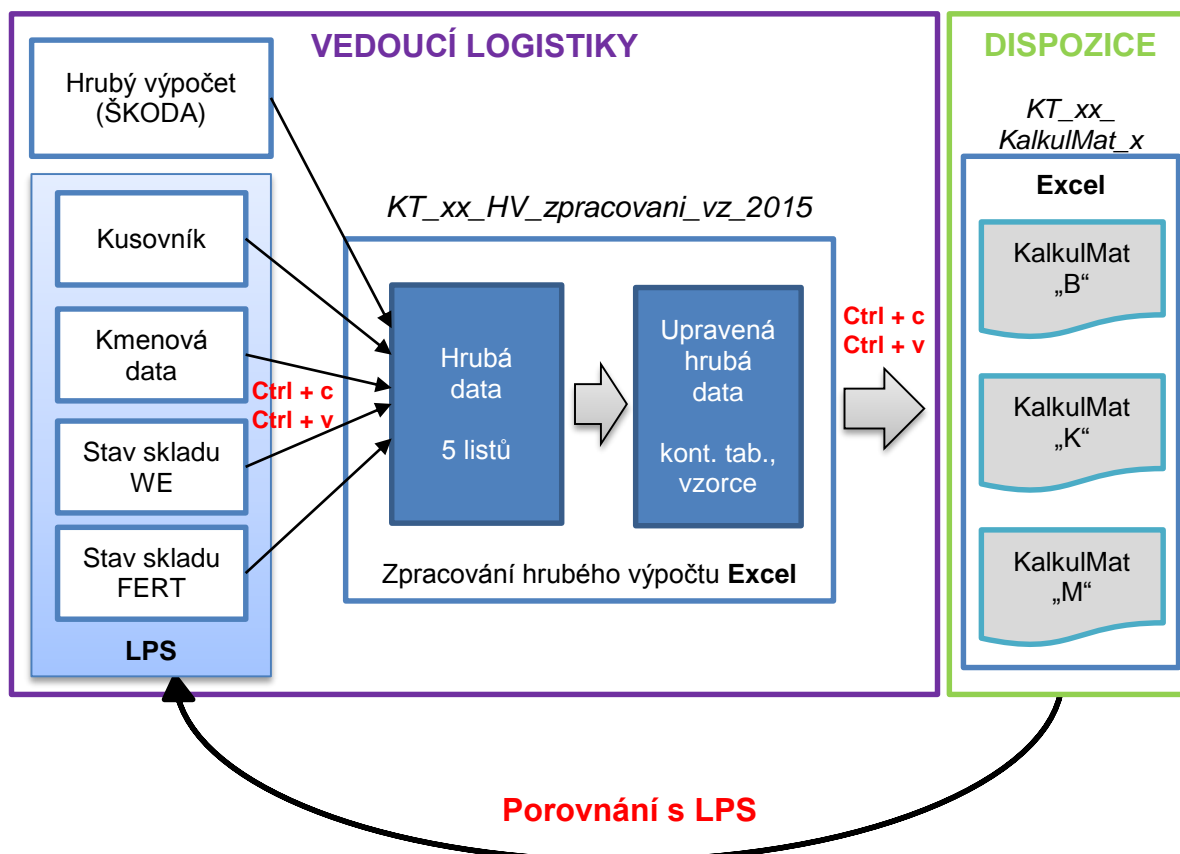 VEDOUCÍ LOGISTIKY
Hrubý výpočet
(ŠKODA)
Kusovník
Kmenová
data
Stav skladu
WE
Stav skladu
FERT
LPS
Ctrl + c
Ctrl + v
KT_xx_HV_zpracovani_vz_2015
Hrubá
data
5 listů
Upravená
hrubá
data
kont. tab.,
vzorce
Zpracování hrubého výpočtu Excel
Ctrl + c
Ctrl + v
DISPOZICE
KT_xx_
KalkulMat_x
Excel
KalkulMat
„B“
KalkulMat
„K“
KalkulMat
„M“
Porovnání s LPS